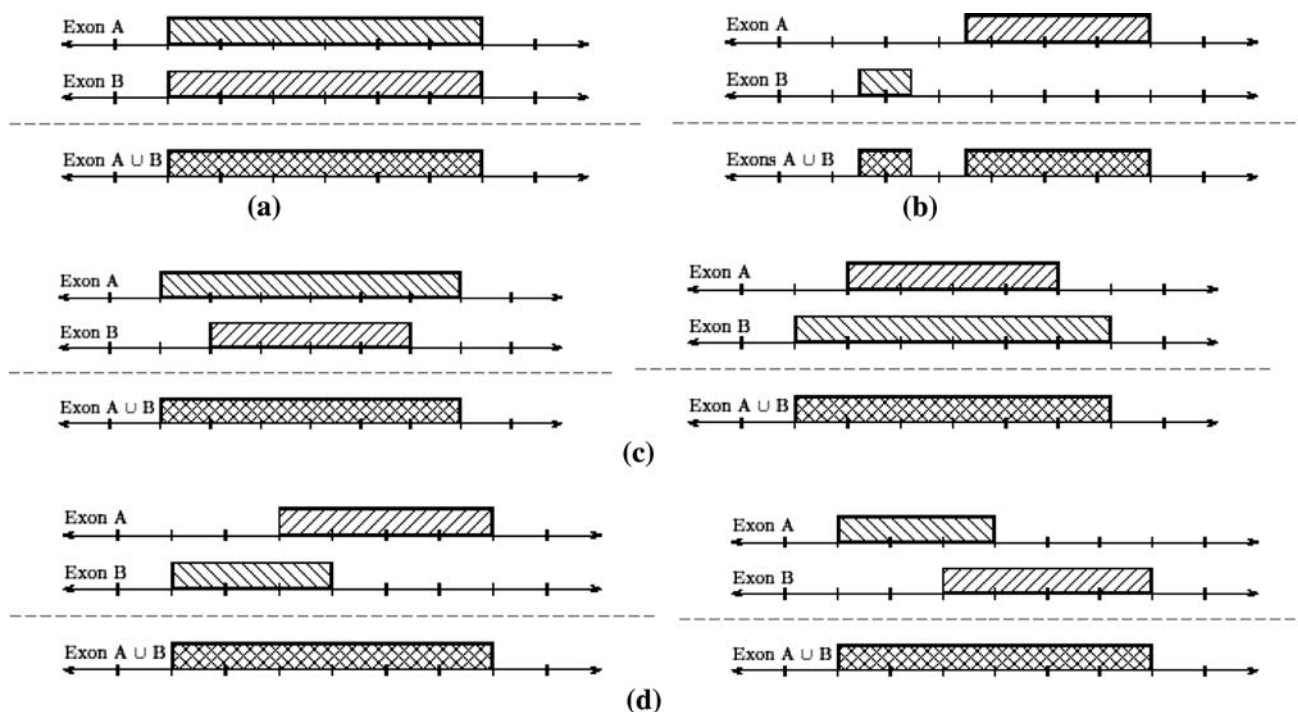 Exon A
Exon B
Exon A ∪ B
(a)
Exon A
Exon B
Exons A ∪ B
(b)
Exon A
Exon B
Exon A ∪ B
Exon A
Exon B
Exon A ∪ B
(c)
Exon A
Exon B
Exon A ∪ B
Exon A
Exon B
Exon A ∪ B
(d)